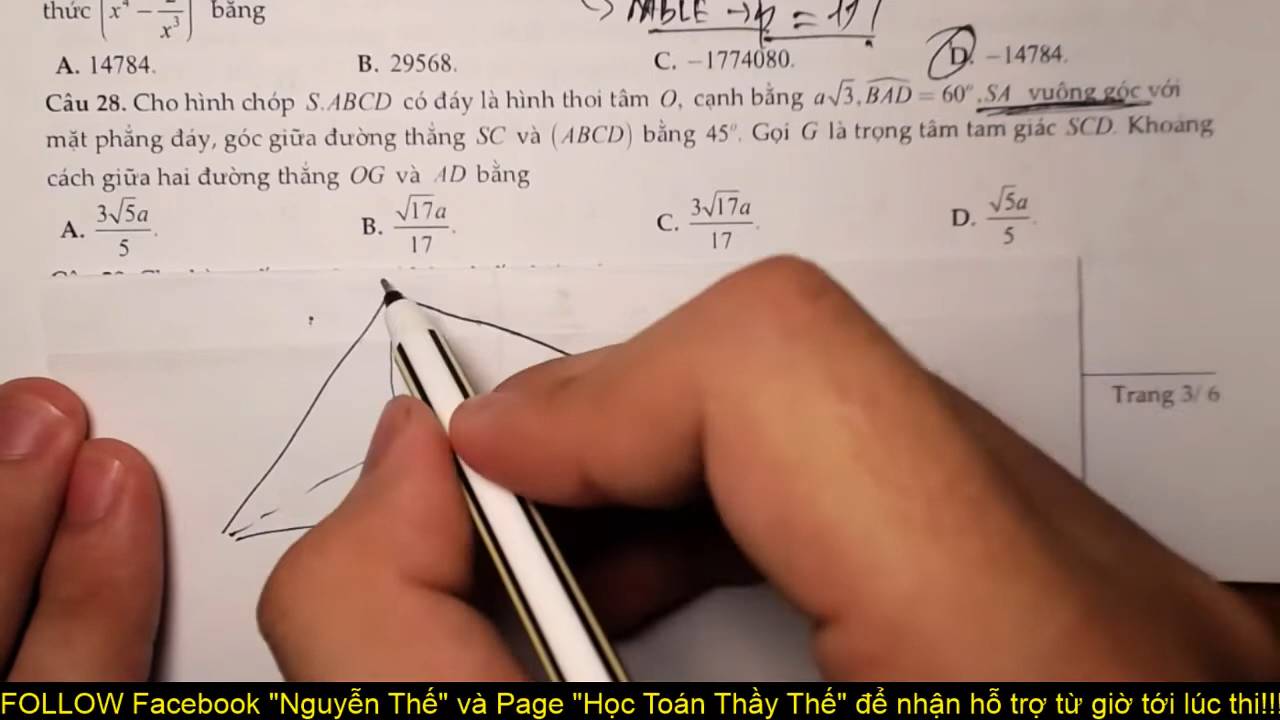 thức (x⁴ − /x³) bằng
TABLE → n = 19
A. 14784. B. 29568. C. −1774080. D. −14784.
Câu 28. Cho hình chóp S.ABCD có đáy là hình thoi tâm O, cạnh bằng a√3, BAD = 60°, SA vuông góc với
mặt phẳng đáy, góc giữa đường thẳng SC và (ABCD) bằng 45°. Gọi G là trọng tâm tam giác SCD. Khoảng
cách giữa hai đường thẳng OG và AD bằng
A. 3√5a/5. B. √17a/17. C. 3√17a/17. D. √5a/5.
Trang 3/6
FOLLOW Facebook "Nguyễn Thế" và Page "Học Toán Thầy Thế" để nhận hỗ trợ từ giờ tới lúc thi!!!